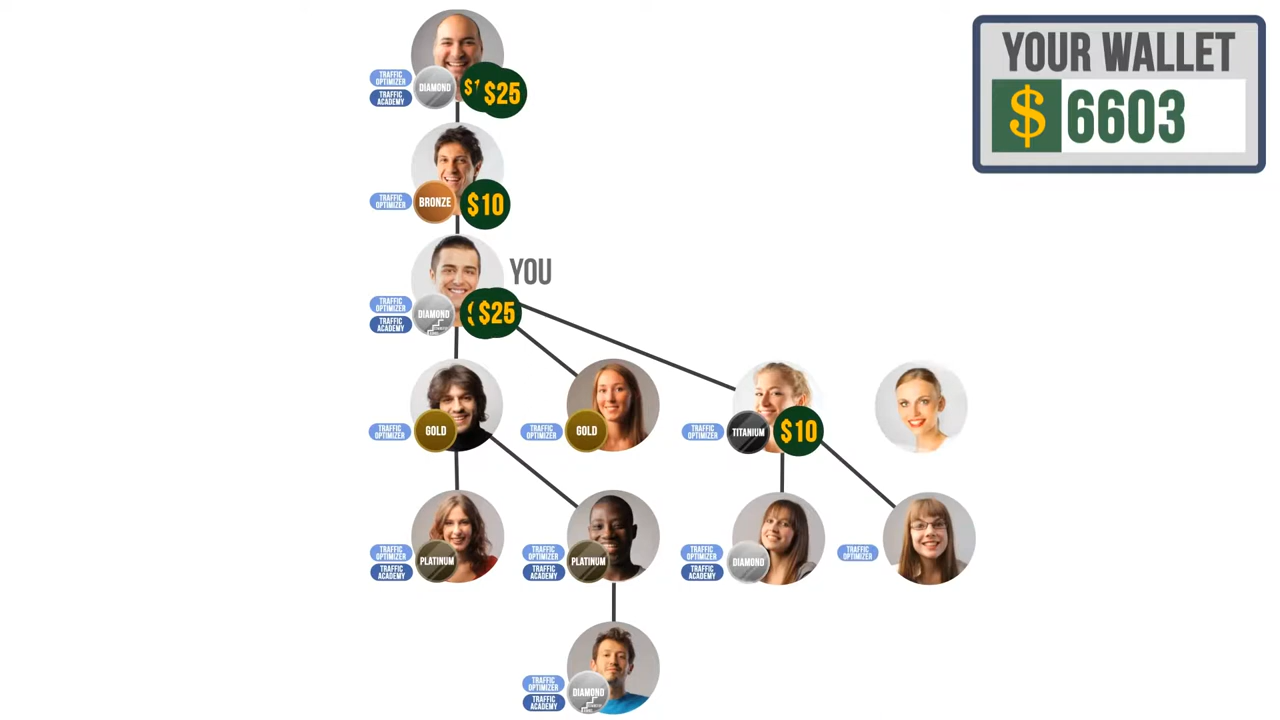 YOUR WALLET
$ 6603
TRAFFIC
OPTIMIZER
TRAFFIC
ACADEMY
DIAMOND
$1
$25
TRAFFIC
OPTIMIZER
BRONZE
$10
YOU
TRAFFIC
OPTIMIZER
TRAFFIC
ACADEMY
DIAMOND
$25
TRAFFIC
OPTIMIZER
GOLD
TRAFFIC
OPTIMIZER
GOLD
TRAFFIC
OPTIMIZER
TITANIUM
$10
TRAFFIC
OPTIMIZER
TRAFFIC
ACADEMY
PLATINUM
TRAFFIC
OPTIMIZER
TRAFFIC
ACADEMY
PLATINUM
TRAFFIC
OPTIMIZER
TRAFFIC
ACADEMY
DIAMOND
TRAFFIC
OPTIMIZER
TRAFFIC
OPTIMIZER
TRAFFIC
ACADEMY
DIAMOND